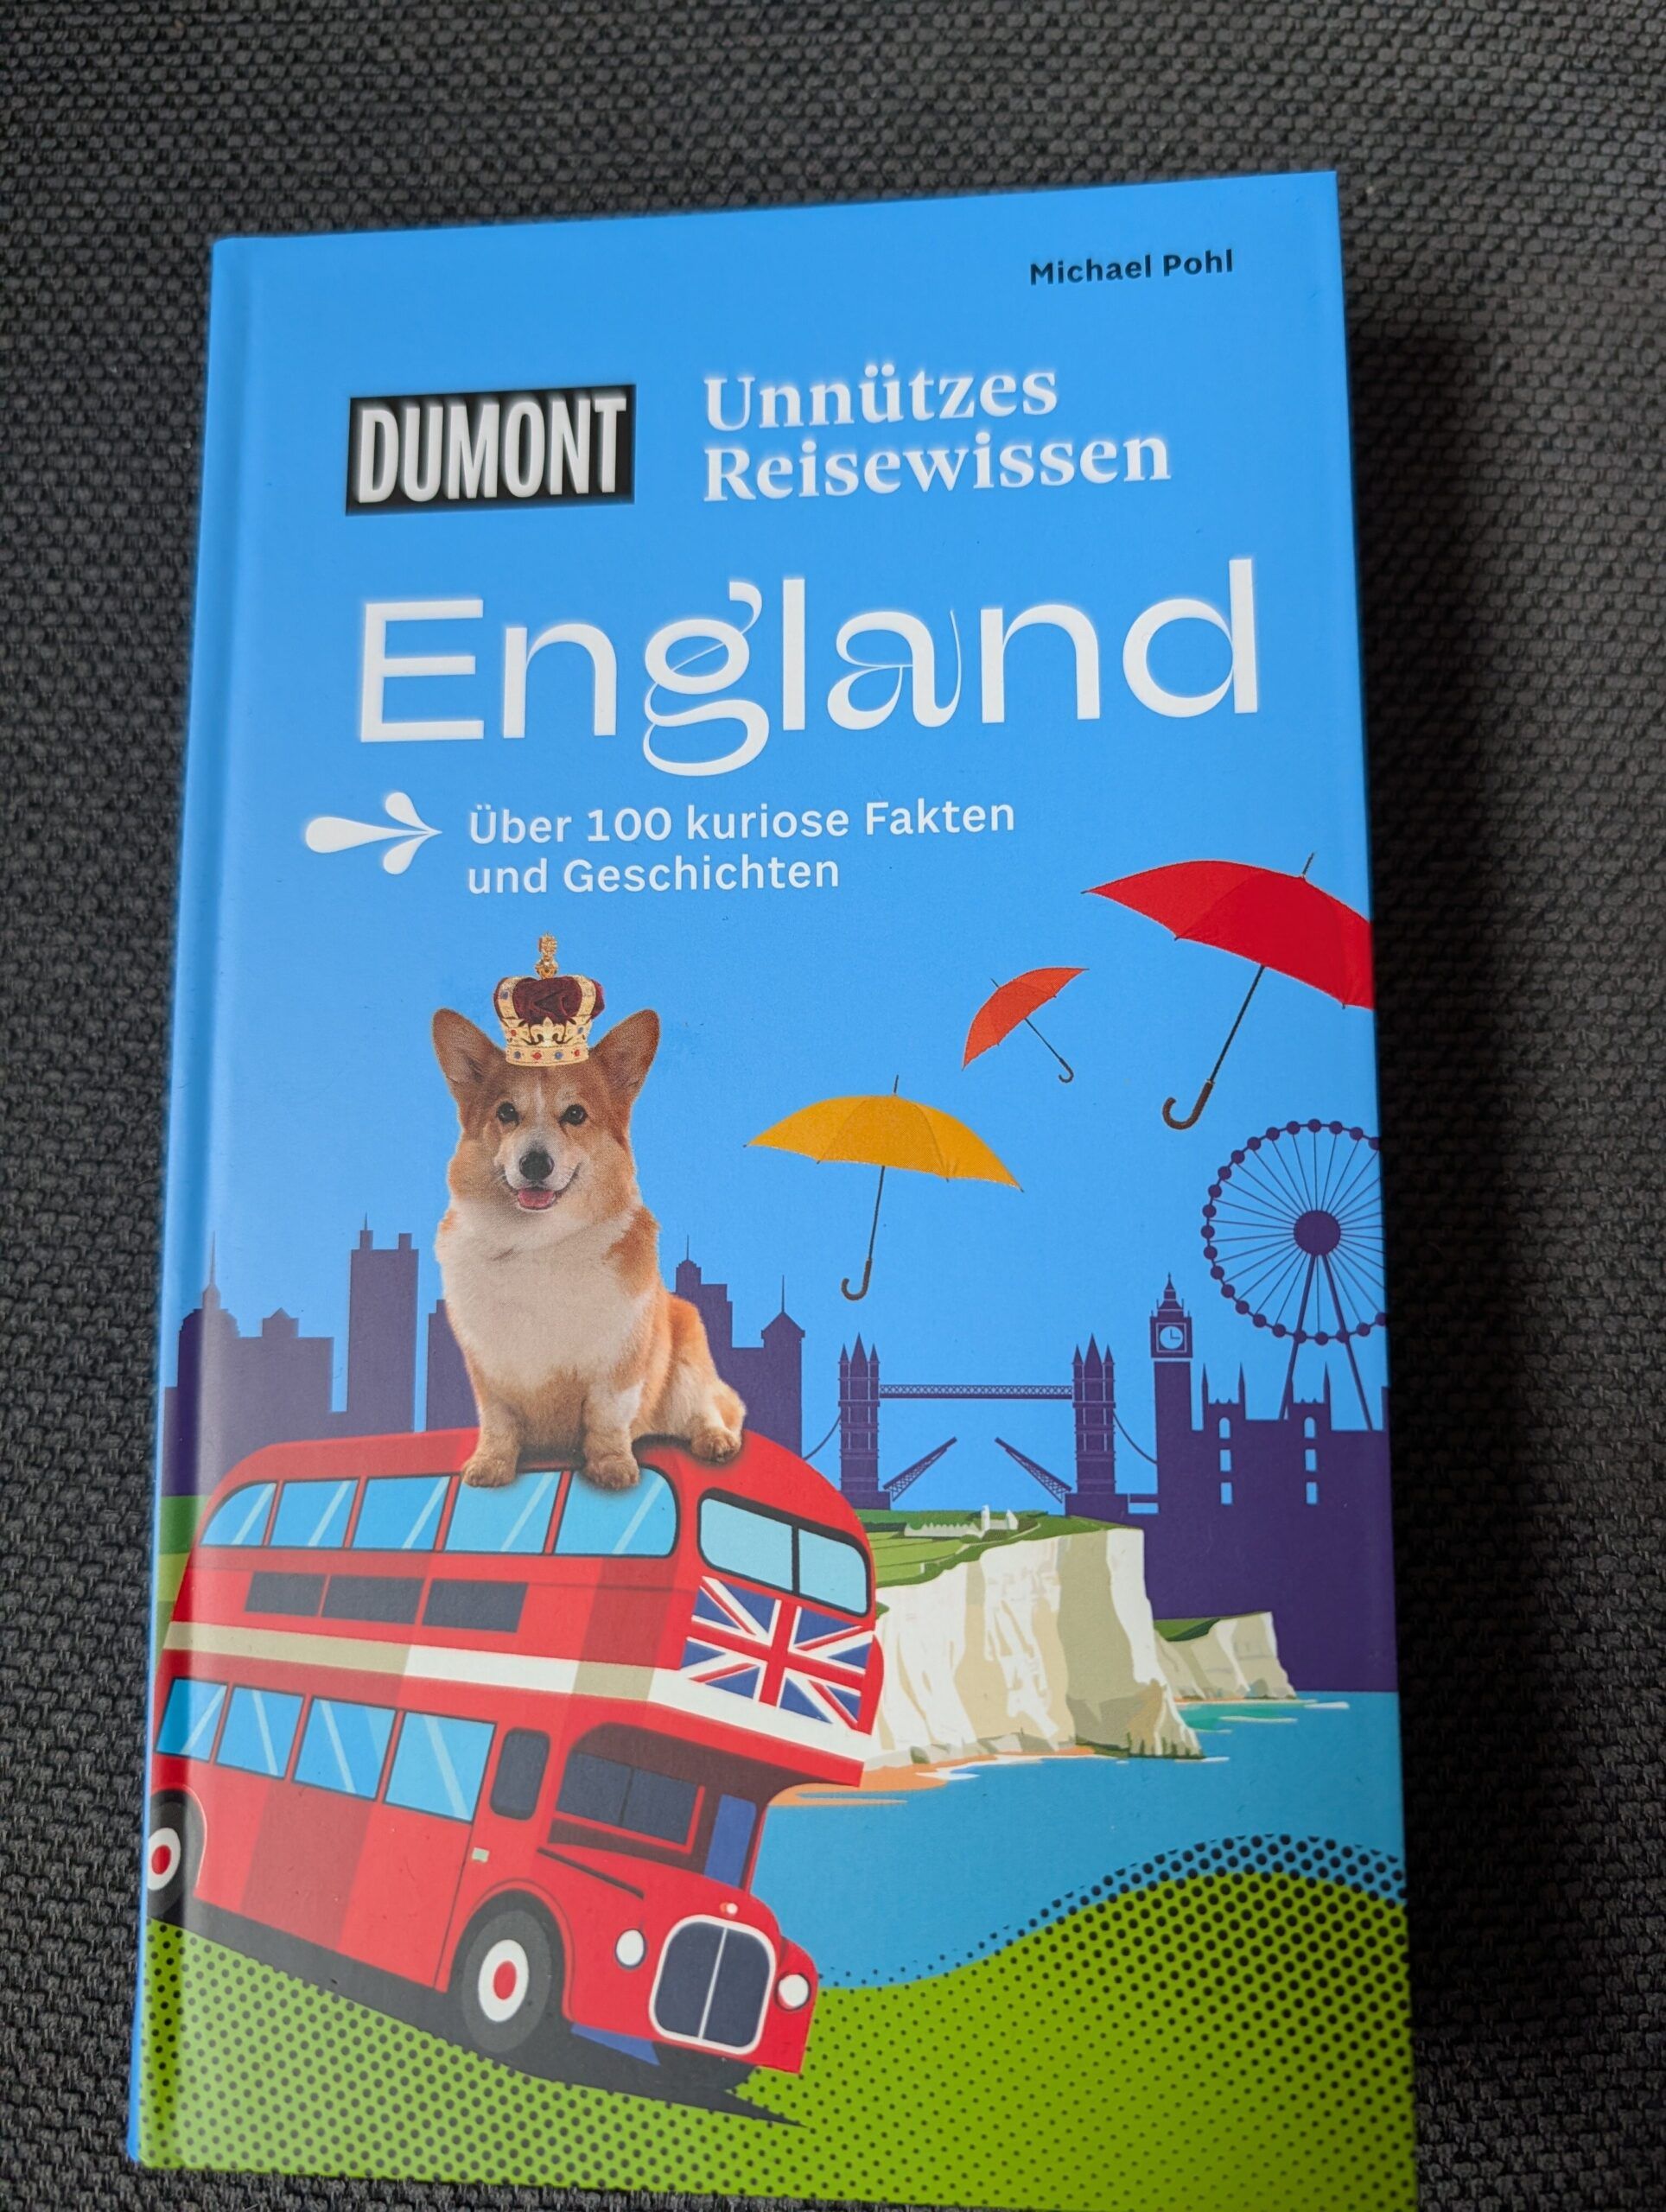 Michael Pohl
DUMONT
Unnützes
Reisewissen
England
Über 100 kuriose Fakten
und Geschichten